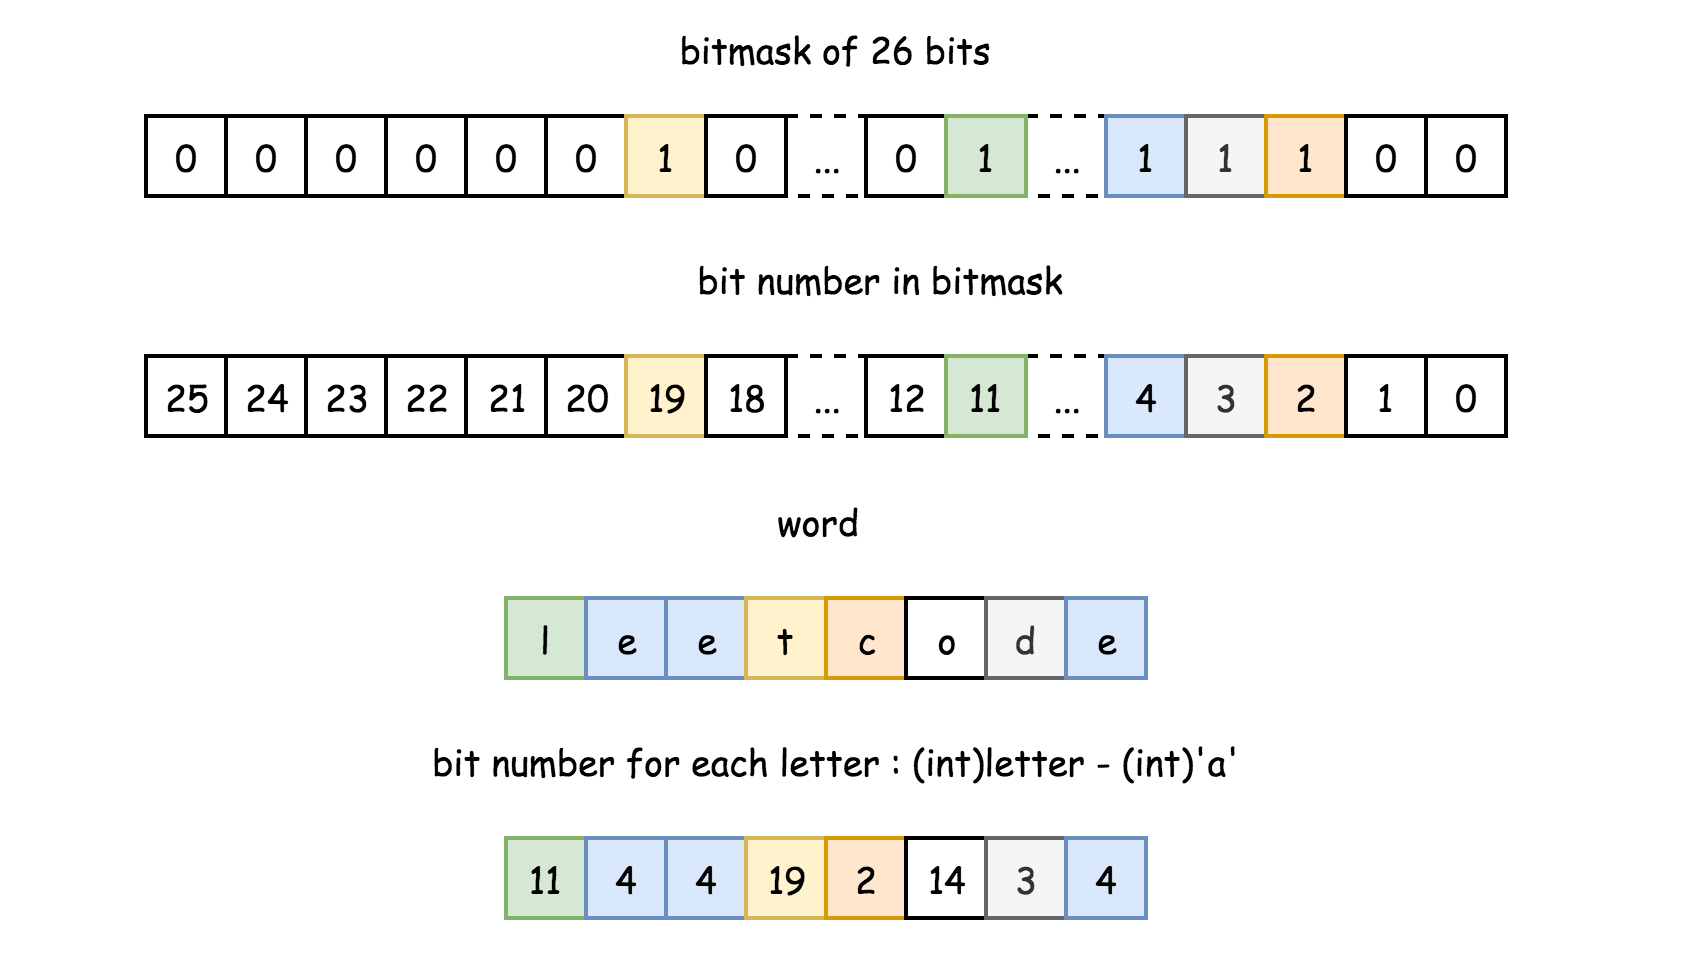 bitmask of 26 bits
0 0 0 0 0 0 1 0 ... 0 1 ... 1 1 1 0 0
bit number in bitmask
25 24 23 22 21 20 19 18 ... 12 11 ... 4 3 2 1 0
word
l e e t c o d e
bit number for each letter : (int)letter - (int)'a'
11 4 4 19 2 14 3 4